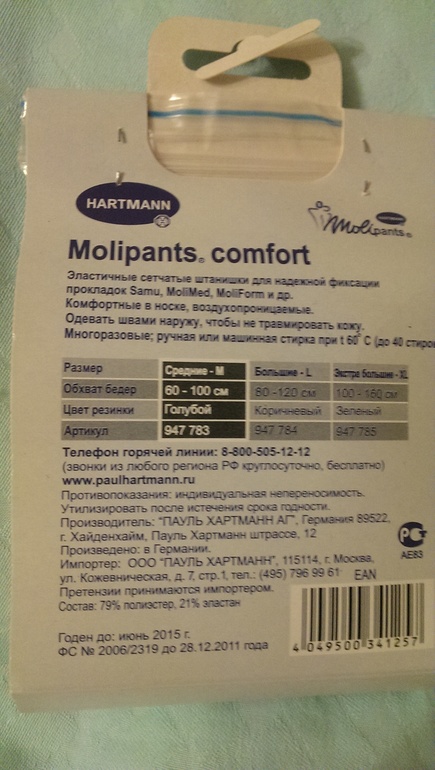 HARTMANN
Molipants®
Molipants® comfort
Эластичные сетчатые штанишки для надежной фиксации
прокладок Samu, MoliMed, MoliForm и др.
Комфортные в носке, воздухопроницаемые.
Одевать швами наружу, чтобы не травмировать кожу.
Многоразовые; ручная или машинная стирка при t 60°C (до 40 стирок
Размер Средние - M Большие - L Экстра большие - XL
Обхват бедер 60 - 100 см 80 -120 см 100 - 160 см
Цвет резинки Голубой Коричневый Зеленый
Артикул 947 783 947 784 947 785
Телефон горячей линии: 8-800-505-12-12
(звонки из любого региона РФ круглосуточно, бесплатно)
www.paulhartmann.ru
Противопоказания: индивидуальная непереносимость.
Утилизировать после истечения срока годности.
Производитель: "ПАУЛЬ ХАРТМАНН АГ", Германия 89522,
г. Хайденхайм, Пауль Хартманн штрассе, 12
Произведено: в Германии.
Импортер: ООО "ПАУЛЬ ХАРТМАНН", 115114, г. Москва,
ул. Кожевническая, д. 7, стр.1, тел.: (495) 796 99 61
Претензии принимаются импортером.
Состав: 79% полиэстер, 21% эластан
АЕ83
EAN
4 049500 341257
Годен до: июнь 2015 г.
ФС № 2006/2319 до 28.12.2011 года